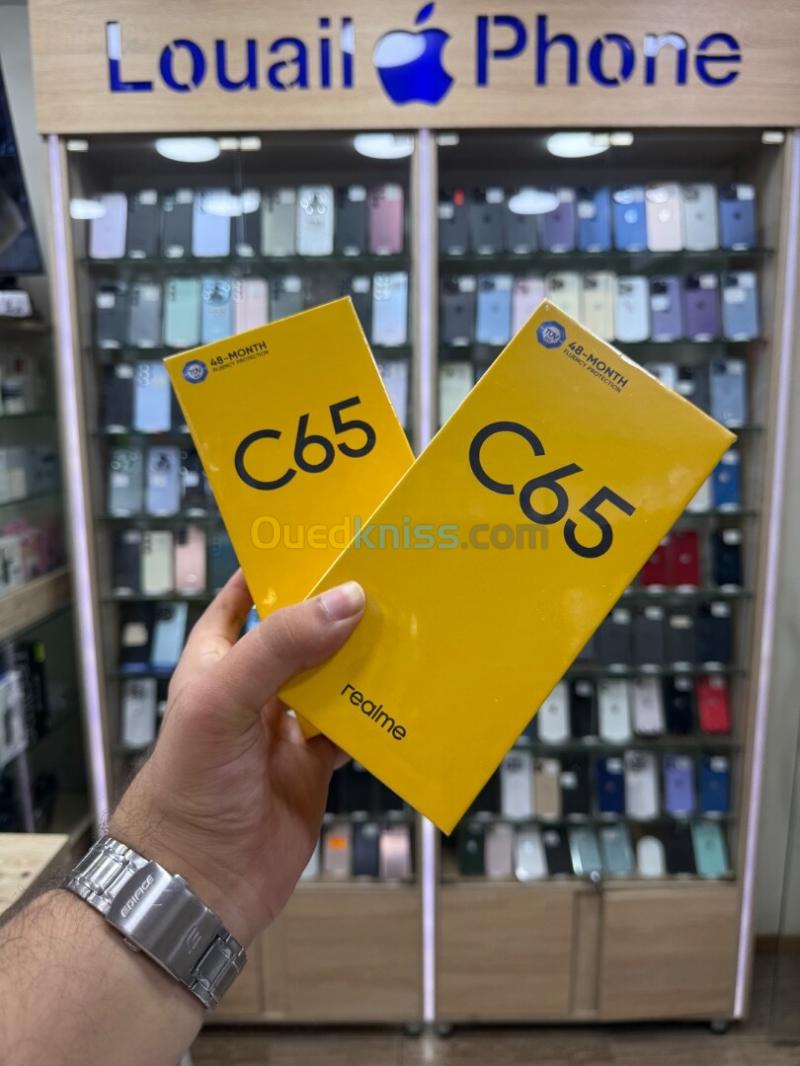 Louail Phone
48-MONTH
FLUENCY PROTECTION
C65
48-MONTH
FLUENCY PROTECTION
C65
realme
Ouedkniss.com
EDIFICE